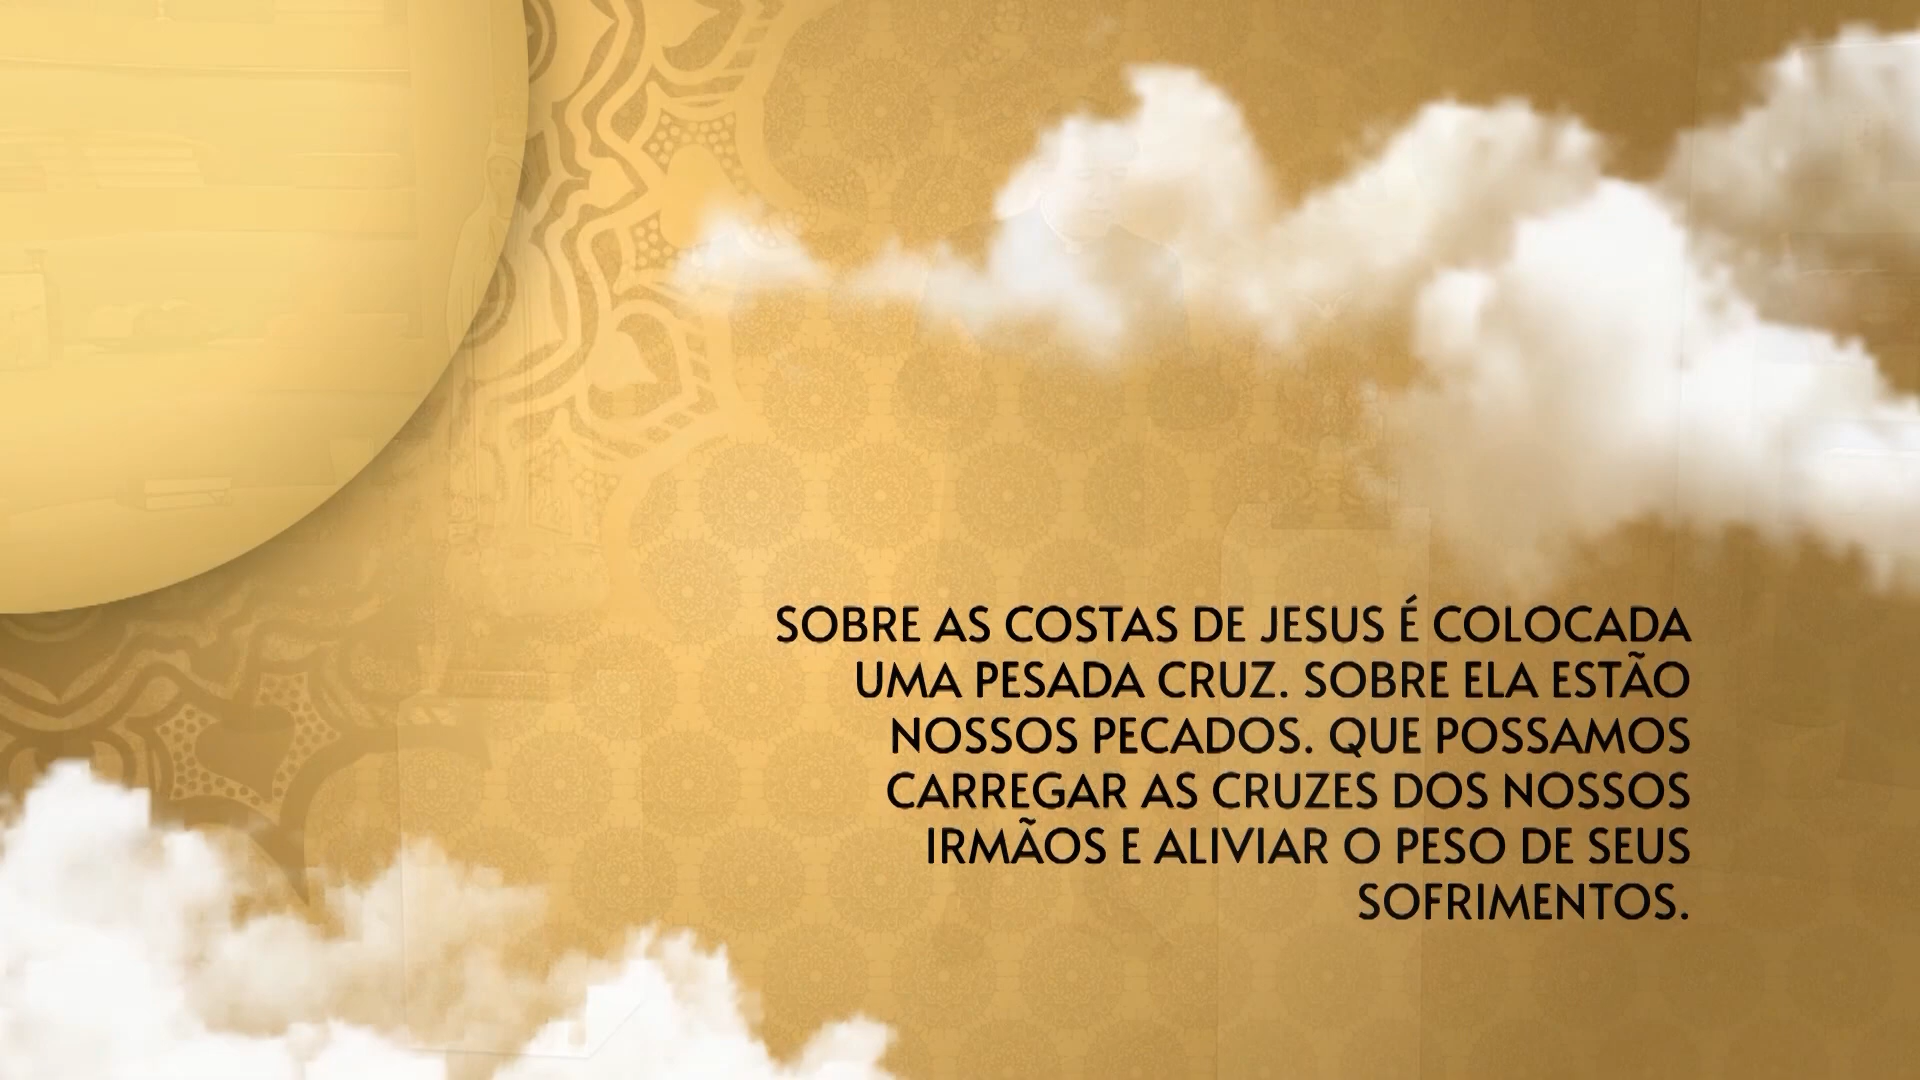 SOBRE AS COSTAS DE JESUS É COLOCADA
UMA PESADA CRUZ. SOBRE ELA ESTÃO
NOSSOS PECADOS. QUE POSSAMOS
CARREGAR AS CRUZES DOS NOSSOS
IRMÃOS E ALIVIAR O PESO DE SEUS
SOFRIMENTOS.